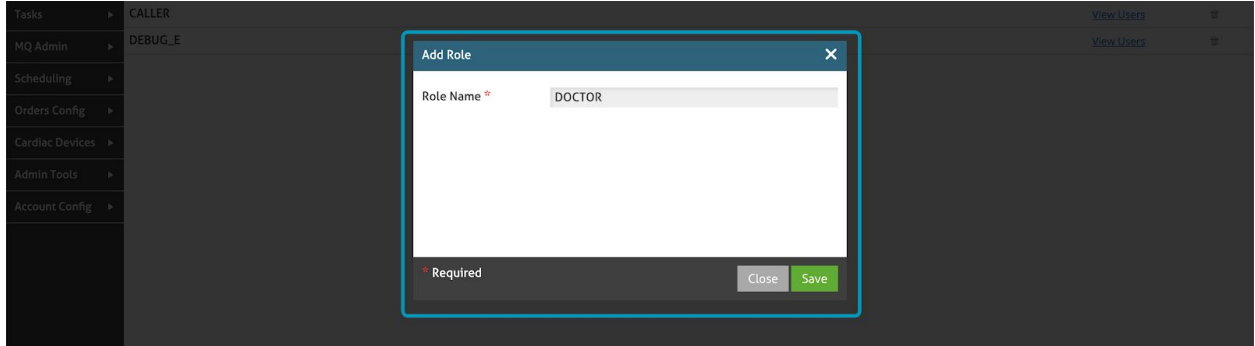 Tasks
CALLER
View Users
MQ Admin
DEBUG_E
View Users
Add Role
Scheduling
Role Name *
DOCTOR
Orders Config
Cardiac Devices
Admin Tools
Account Config
* Required
Close
Save